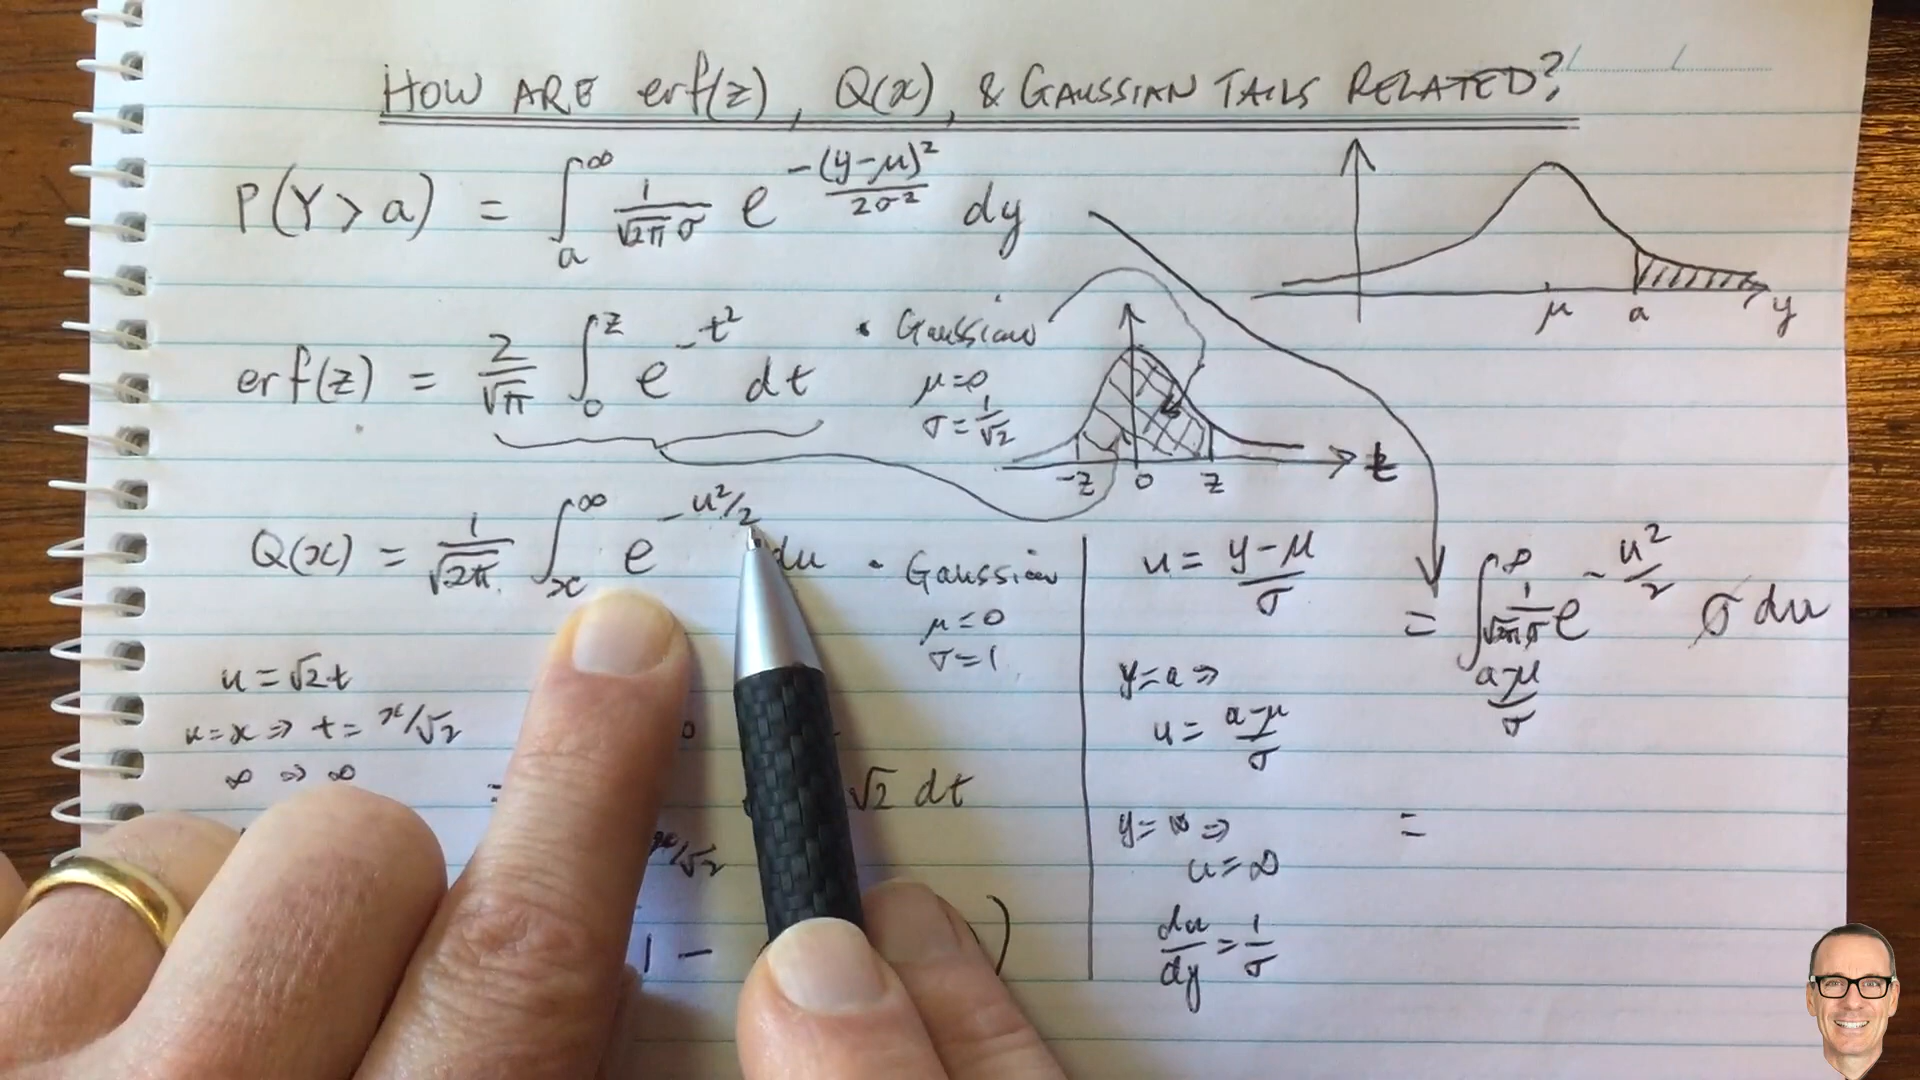 HOW ARE erf(z), Q(x), & GAUSSIAN TAILS RELATED?
P(Y > a) = ∫_a^∞ 1/(√2π σ) e^(-(y-μ)²/2σ²) dy
μ a y
erf(z) = 2/√π ∫_0^z e^(-t²) dt
• Gaussian
μ=0
σ=1/√2
-z 0 z t
Q(x) = 1/√2π ∫_x^∞ e^(-u²/2) du
• Gaussian
μ=0
σ=1
u = √2t
u=x ⇒ t= x/√2
∞ ⇒ ∞
√2 dt
x/√2
1 -
)
u = (y-μ)/σ
y=a ⇒
u = (a-μ)/σ
y=∞ ⇒
u=∞
du/dy = 1/σ
= ∫_((a-μ)/σ)^∞ 1/(√2π σ) e^(-u²/2) σ du
=